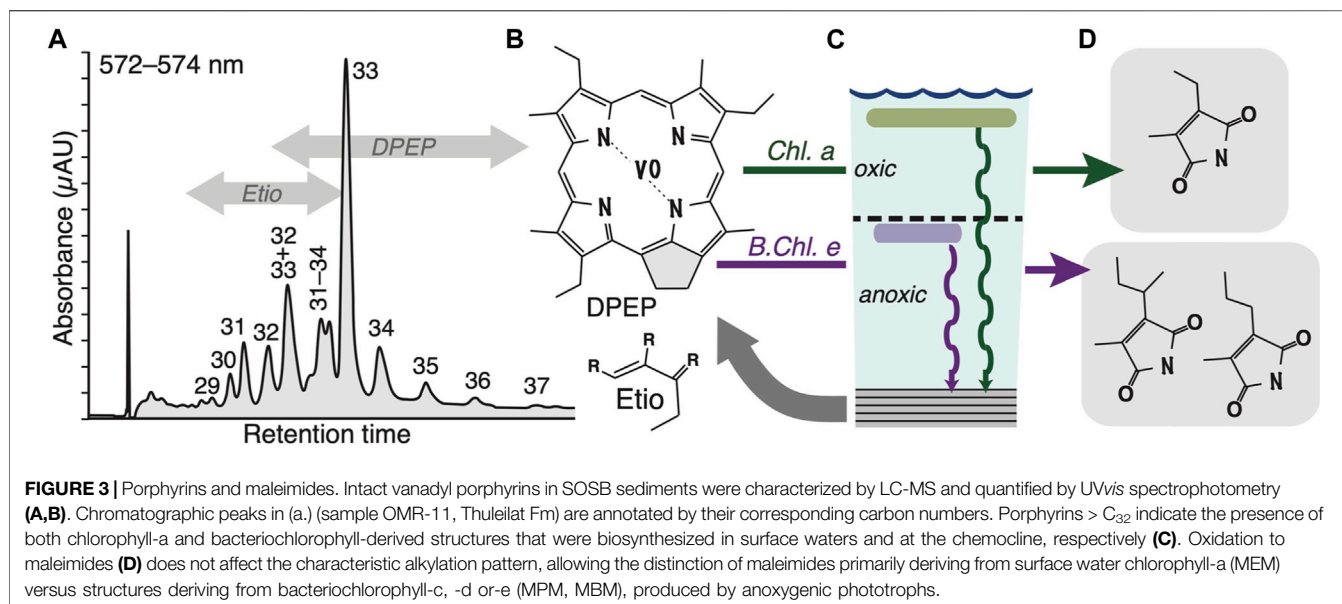 A
B
C
D
572–574 nm
33
DPEP
Etio
32
+
33
31–34
31
32
30
29
34
35
36
37
Absorbance (µAU)
Retention time
N
N
VO
N
N
DPEP
R
R
R
Etio
Chl. a
B.Chl. e
oxic
anoxic
O
N
O
O
N
O
O
N
O
FIGURE 3 | Porphyrins and maleimides. Intact vanadyl porphyrins in SOSB sediments were characterized by LC-MS and quantified by UVvis spectrophotometry
(A,B). Chromatographic peaks in (a.) (sample OMR-11, Thuleilat Fm) are annotated by their corresponding carbon numbers. Porphyrins > C32 indicate the presence of
both chlorophyll-a and bacteriochlorophyll-derived structures that were biosynthesized in surface waters and at the chemocline, respectively (C). Oxidation to
maleimides (D) does not affect the characteristic alkylation pattern, allowing the distinction of maleimides primarily deriving from surface water chlorophyll-a (MEM)
versus structures deriving from bacteriochlorophyll-c, -d or-e (MPM, MBM), produced by anoxygenic phototrophs.